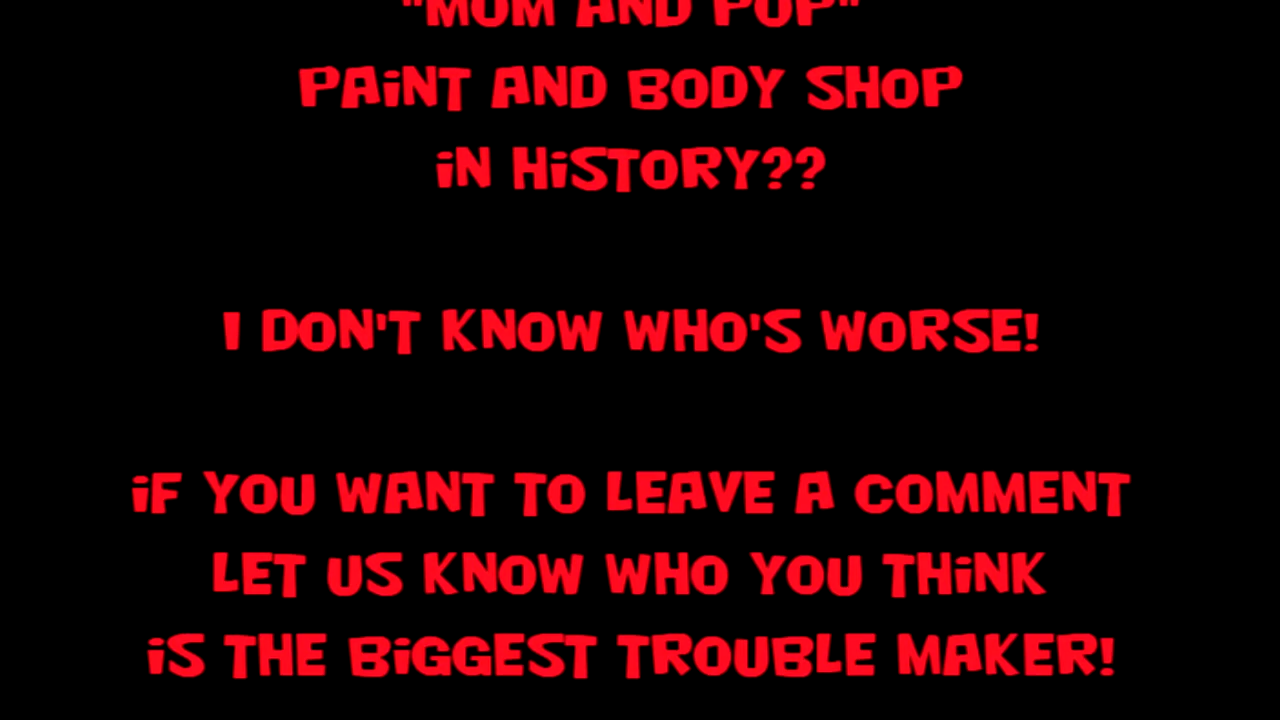 "MOM AND POP"
PAiNT AND BODY SHOP
iN HiSTORY??
I DON'T KNOW WHO'S WORSE!
iF YOU WANT TO LEAVE A COMMENT
LET US KNOW WHO YOU THiNK
iS THE BiGGEST TROUBLE MAKER!